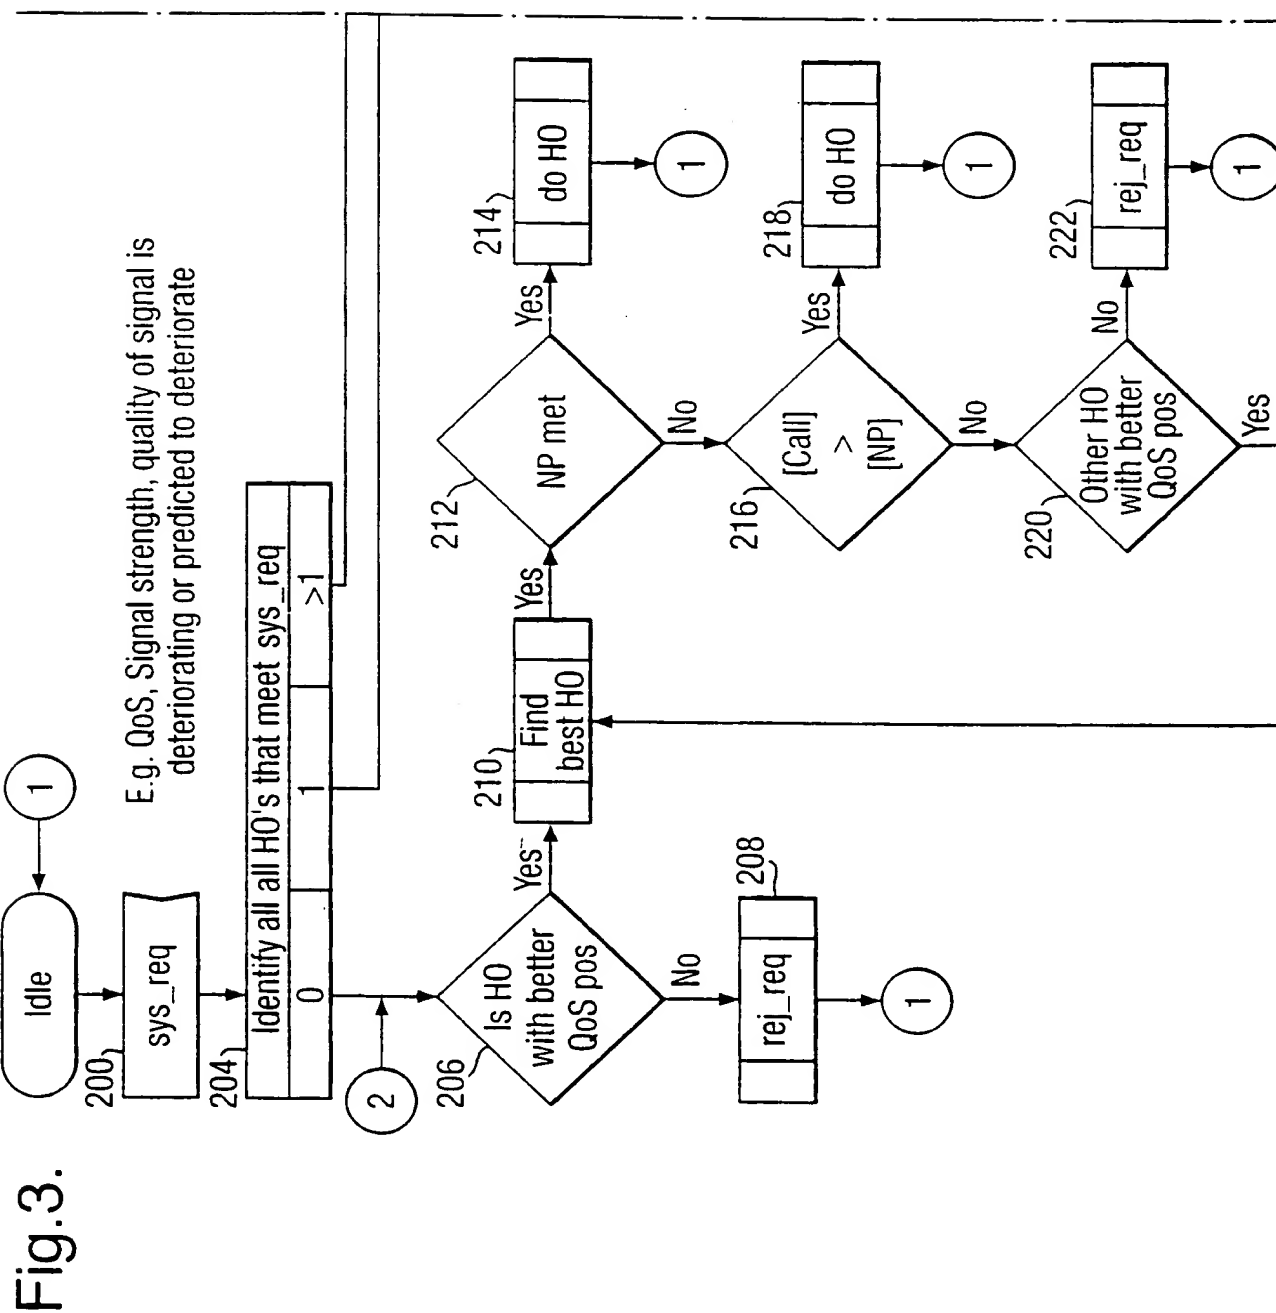 Fig.3.
Idle
1
200
sys_req
E.g. QoS, Signal strength, quality of signal is
deteriorating or predicted to deteriorate
204
Identify all all HO's that meet sys_req
0
1
>1
2
206
Is HO
with better
QoS pos
Yes
No
208
rej_req
1
210
Find
best HO
Yes
212
NP met
Yes
No
214
do HO
1
216
[Call]
>
[NP]
Yes
No
218
do HO
1
220
Other HO
with better
QoS pos
No
Yes
222
rej_req
1